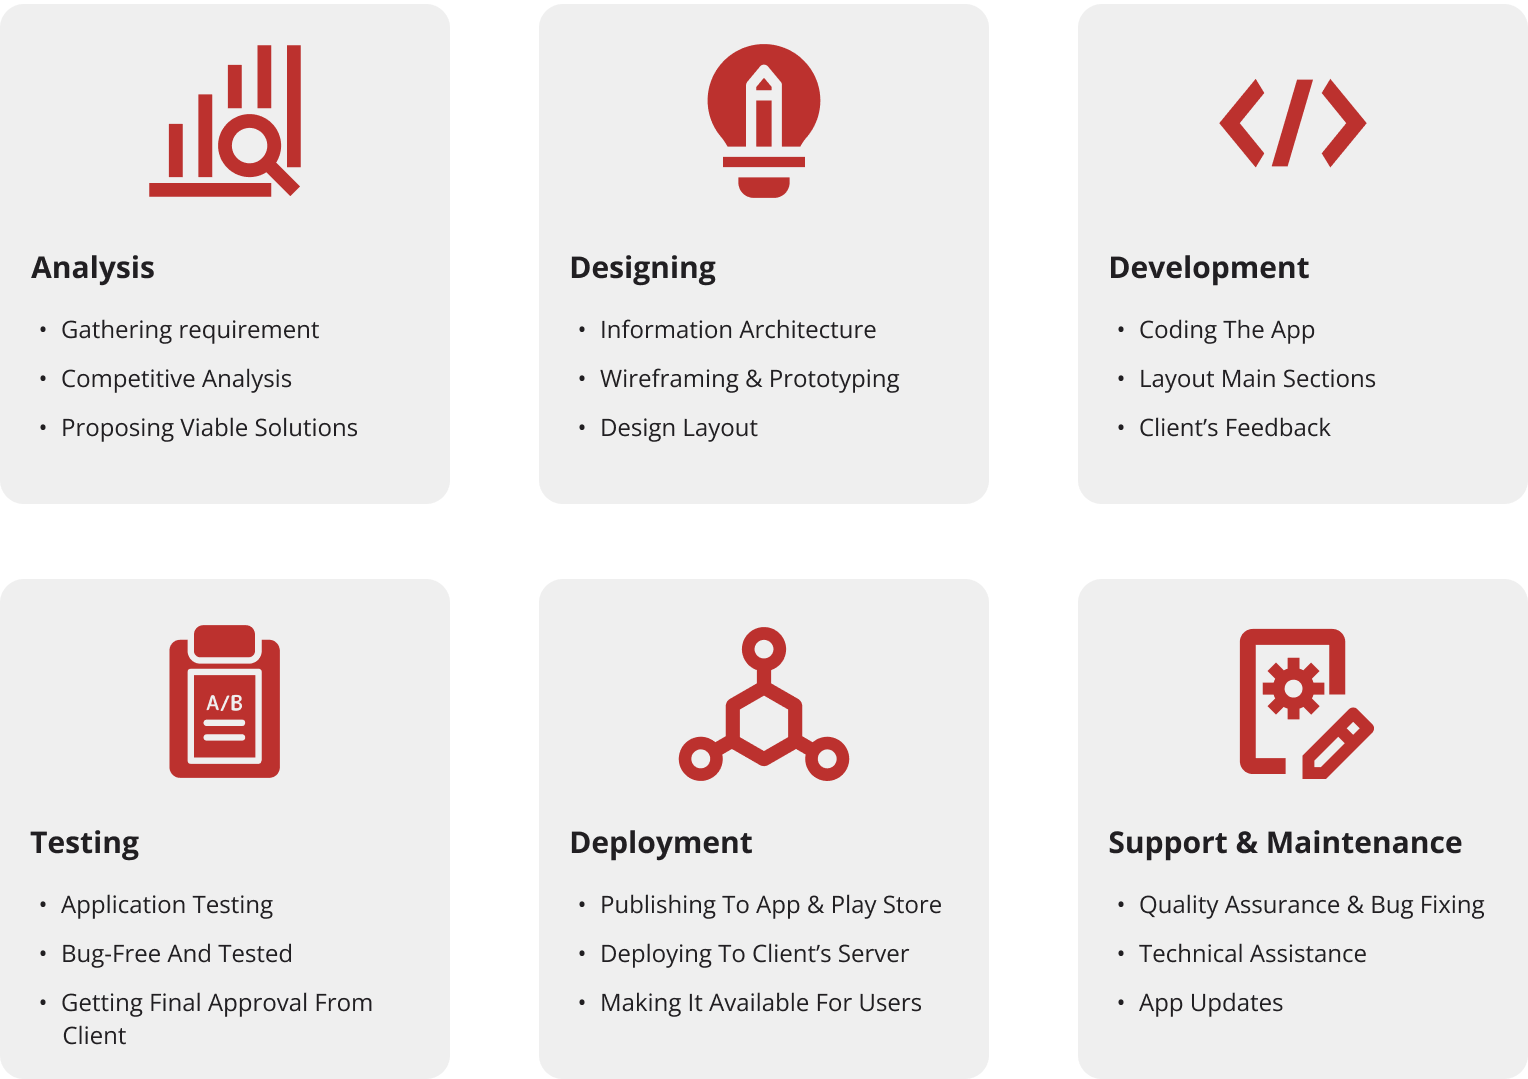 Analysis
• Gathering requirement
• Competitive Analysis
• Proposing Viable Solutions
Designing
• Information Architecture
• Wireframing & Prototyping
• Design Layout
Development
• Coding The App
• Layout Main Sections
• Client’s Feedback
A/B
Testing
• Application Testing
• Bug-Free And Tested
• Getting Final Approval From
Client
Deployment
• Publishing To App & Play Store
• Deploying To Client’s Server
• Making It Available For Users
Support & Maintenance
• Quality Assurance & Bug Fixing
• Technical Assistance
• App Updates